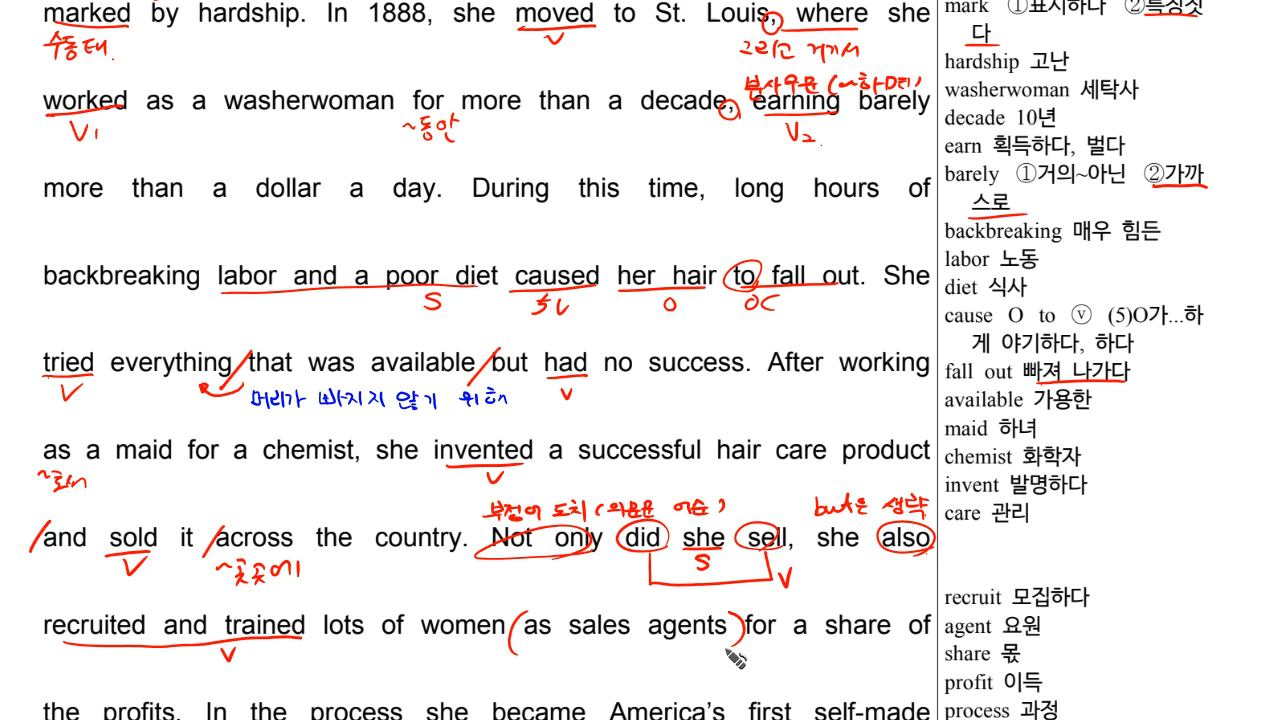 marked by hardship. In 1888, she moved to St. Louis, where she
수동태.
V
그리고 거기서
부사구문 (~하면서)
worked as a washerwoman for more than a decade, earning barely
V1
~동안
V2.
more than a dollar a day. During this time, long hours of
backbreaking labor and a poor diet caused her hair to fall out. She
S
5V
O
OC
tried everything that was available but had no success. After working
V
머리가 빠지지 않기 위해
V
as a maid for a chemist, she invented a successful hair care product
~로서
V
부정어 도치 (의문문 어순)
but은 생략
and sold it across the country. Not only did she sell, she also
V
~곳곳에
S
V
recruited and trained lots of women (as sales agents) for a share of
V
the profits. In the process she became America's first self-made
mark ①표시하다 ②특징짓
다
hardship 고난
washerwoman 세탁사
decade 10년
earn 획득하다, 벌다
barely ①거의~아닌 ②가까
스로
backbreaking 매우 힘든
labor 노동
diet 식사
cause O to ⓥ (5)O가...하
게 야기하다, 하다
fall out 빠져 나가다
available 가용한
maid 하녀
chemist 화학자
invent 발명하다
care 관리
recruit 모집하다
agent 요원
share 몫
profit 이득
process 과정